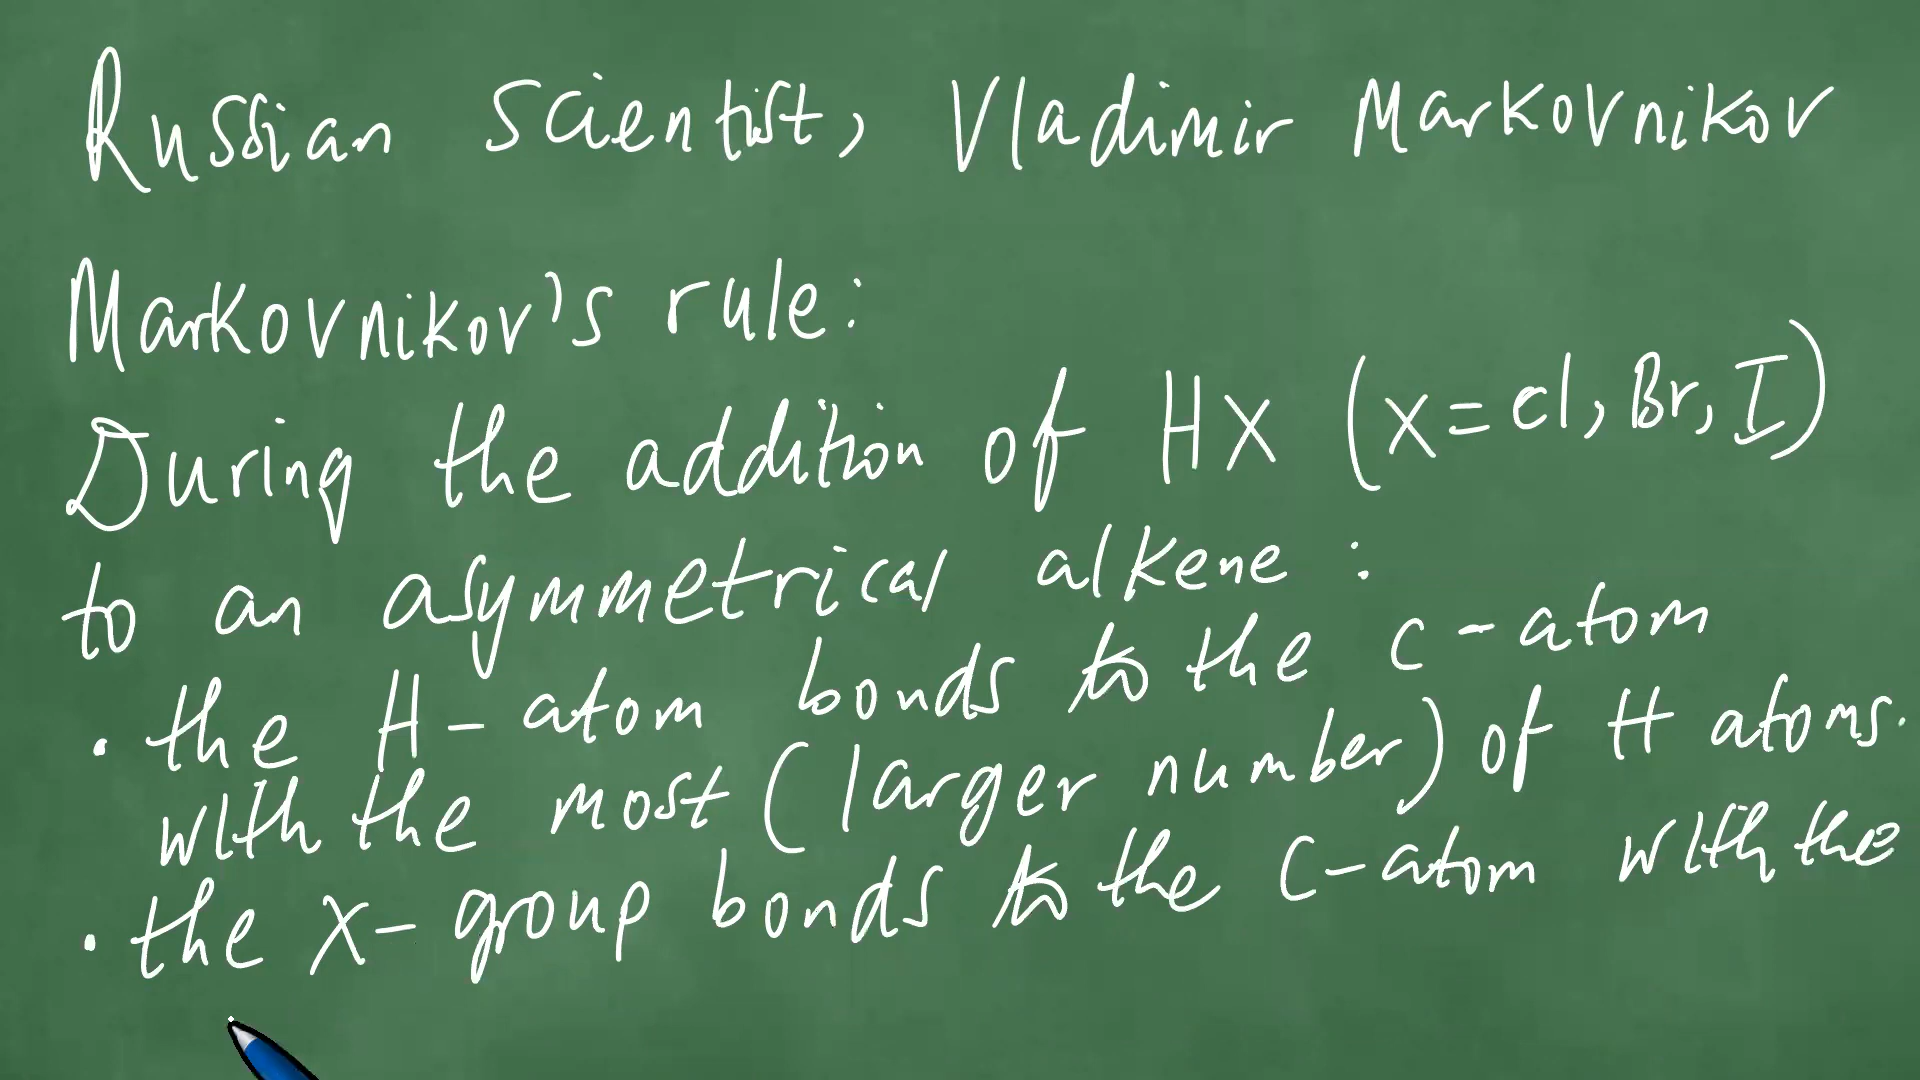 Russian Scientist, Vladimir Markovnikov
Markovnikov's rule:
During the addition of HX (X=Cl, Br, I)
to an asymmetrical alkene:
• the H-atom bonds to the C-atom
with the most (larger number) of H atoms.
• the X-group bonds to the C-atom with the